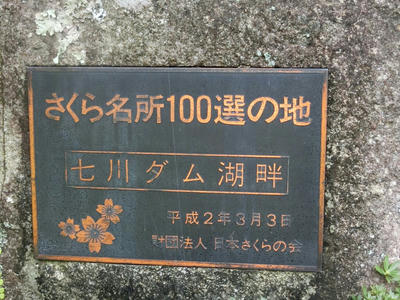 さくら名所100選の地
七川ダム湖畔
平成2年3月3日
財団法人 日本さくらの会